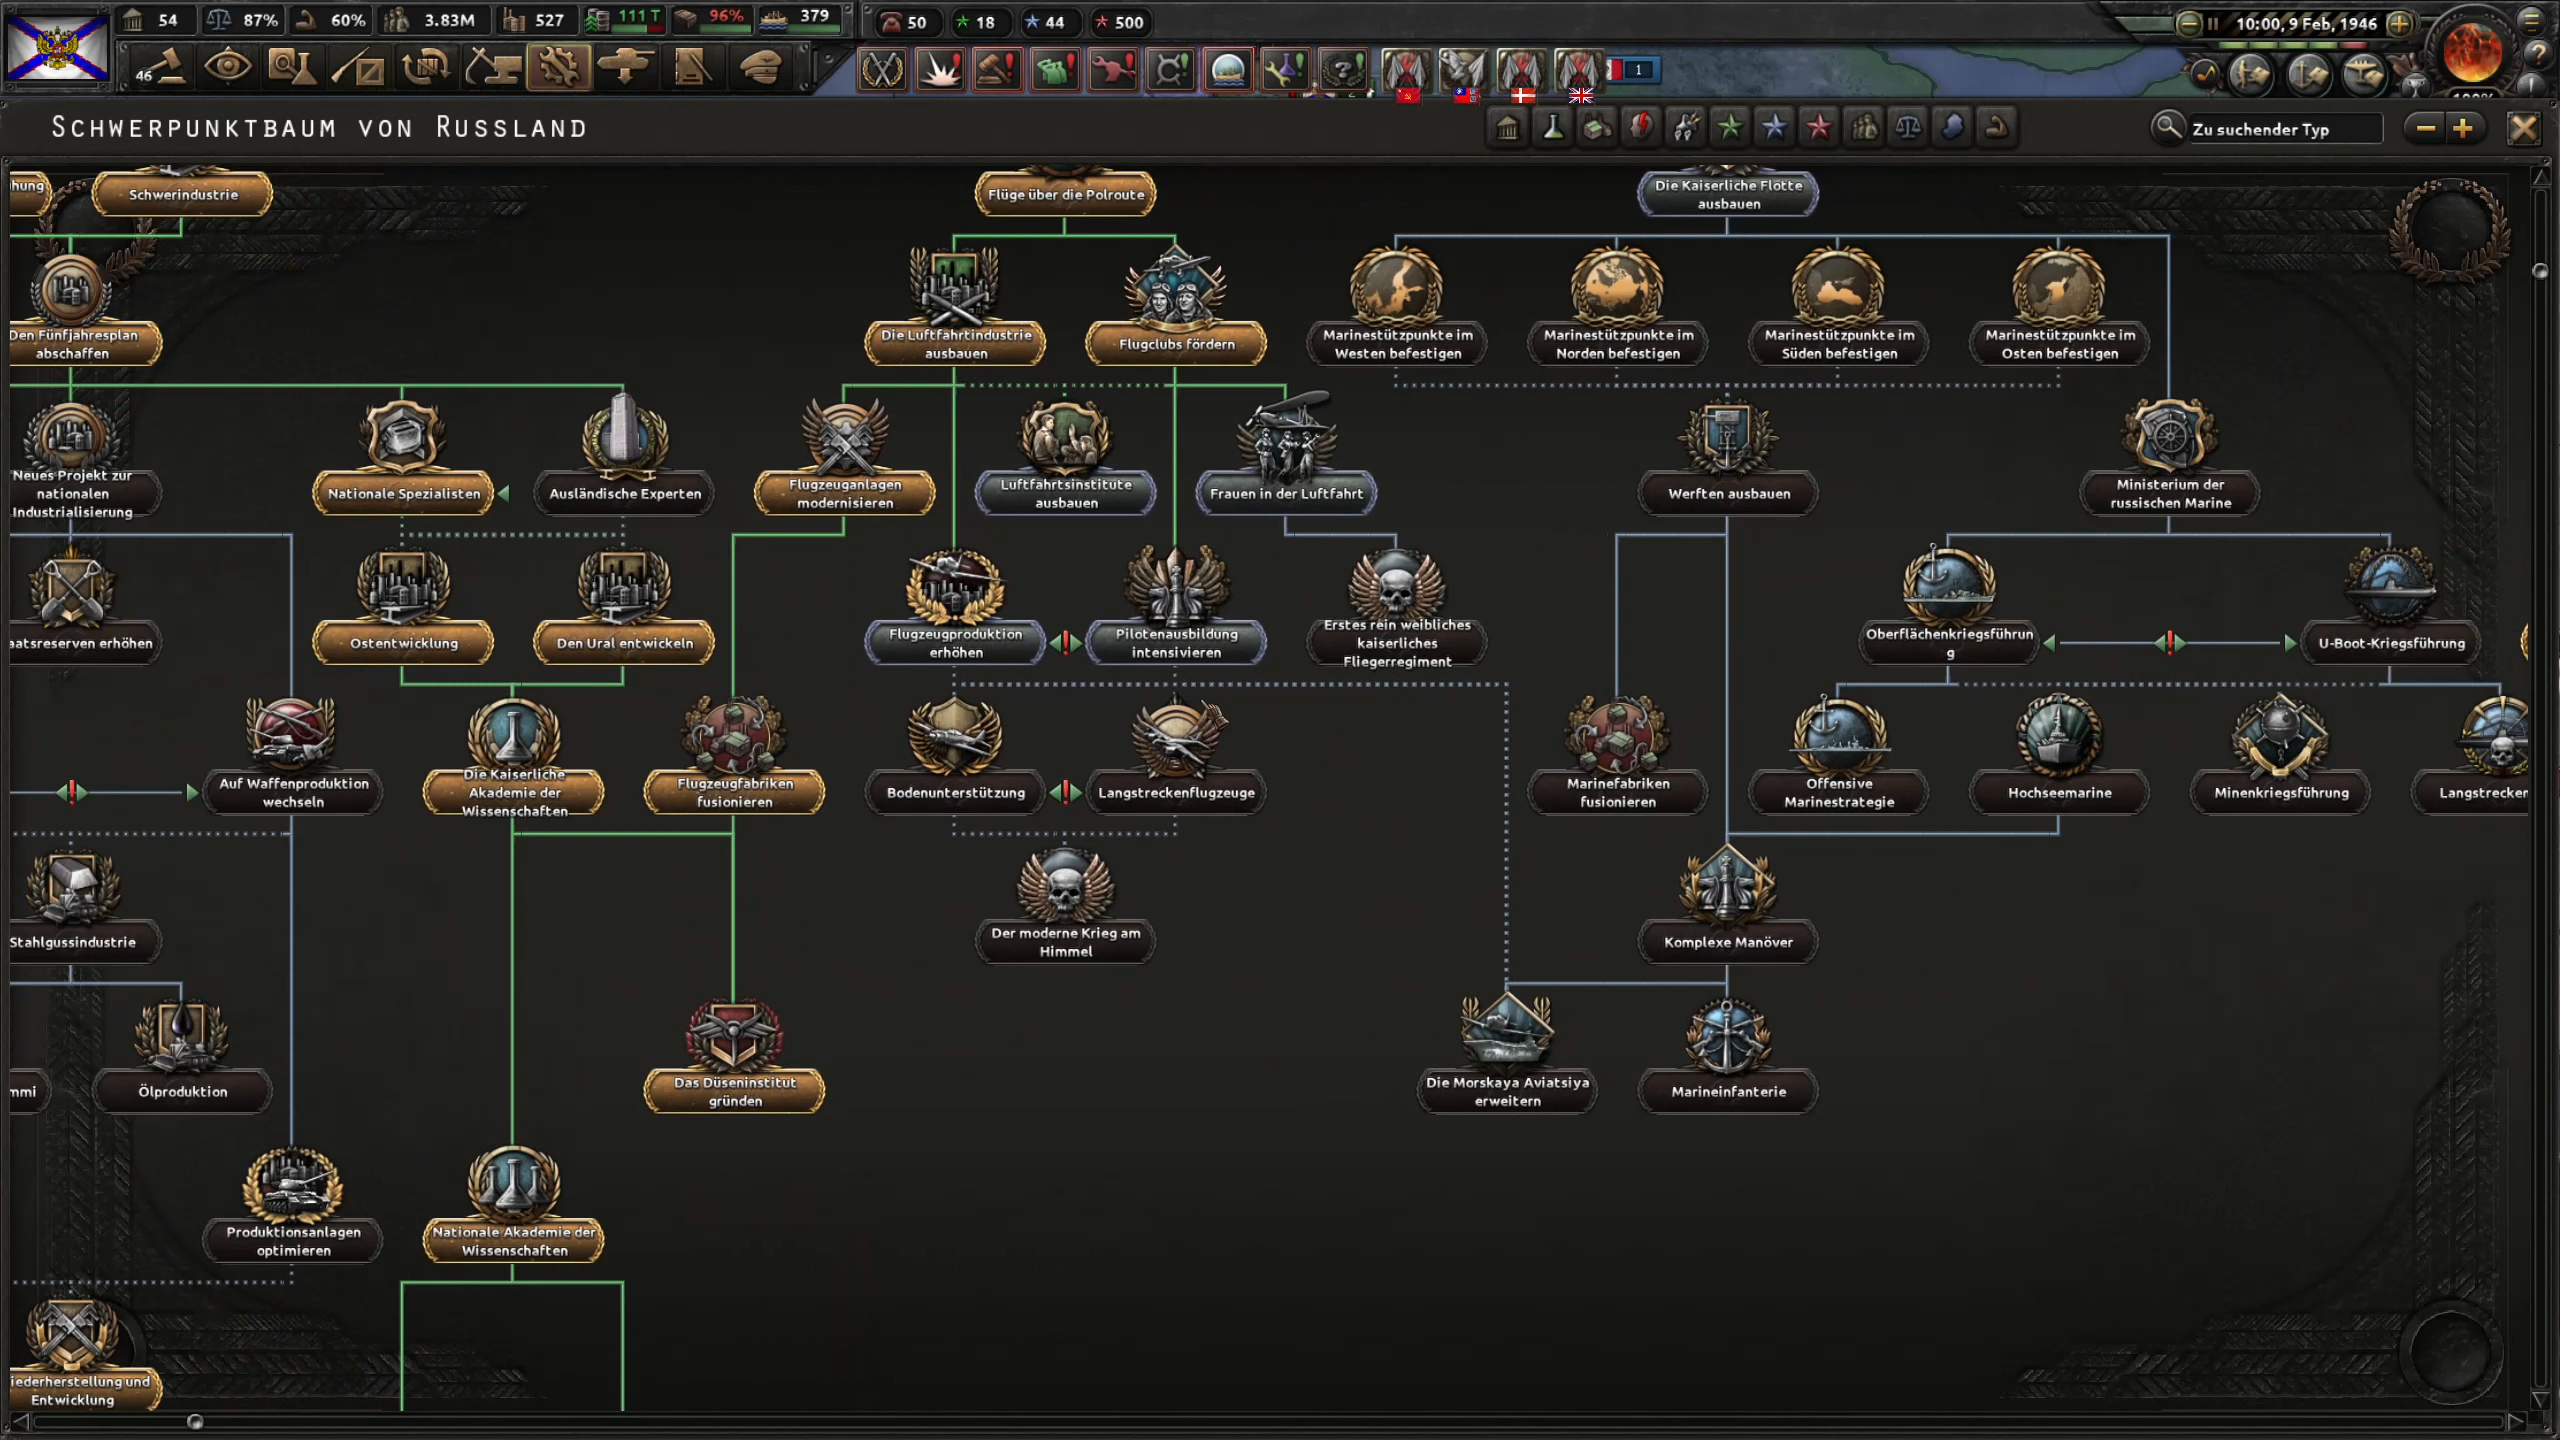 54
87%
60%
3.83M
527
111 T
96%
379
50
18
44
500
10:00, 9 Feb, 1946
46
1
Schwerpunktbaum von Russland
Zu suchender Typ
Schwerindustrie
Flüge über die Polroute
Die Kaiserliche Flotte
ausbauen
Den Fünfjahresplan
abschaffen
Die Luftfahrtindustrie
ausbauen
Flugclubs fördern
Marinestützpunkte im
Westen befestigen
Marinestützpunkte im
Norden befestigen
Marinestützpunkte im
Süden befestigen
Marinestützpunkte im
Osten befestigen
Neues Projekt zur
nationalen
Industrialisierung
Nationale Spezialisten
Ausländische Experten
Flugzeuganlagen
modernisieren
Luftfahrtsinstitute
ausbauen
Frauen in der Luftfahrt
Werften ausbauen
Ministerium der
russischen Marine
aatsreserven erhöhen
Ostentwicklung
Den Ural entwickeln
Flugzeugproduktion
erhöhen
Pilotenausbildung
intensivieren
Erstes rein weibliches
kaiserliches
Fliegerregiment
Oberflächenkriegsführun
g
U-Boot-Kriegsführung
Auf Waffenproduktion
wechseln
Die Kaiserliche
Akademie der
Wissenschaften
Flugzeugfabriken
fusionieren
Bodenunterstützung
Langstreckenflugzeuge
Marinefabriken
fusionieren
Offensive
Marinestrategie
Hochseemarine
Minenkriegsführung
Langstrecken
Stahlgussindustrie
Der moderne Krieg am
Himmel
Komplexe Manöver
mmi
Ölproduktion
Das Düseninstitut
gründen
Die Morskaya Aviatsiya
erweitern
Marineinfanterie
Produktionsanlagen
optimieren
Nationale Akademie der
Wissenschaften
iederherstellung und
Entwicklung